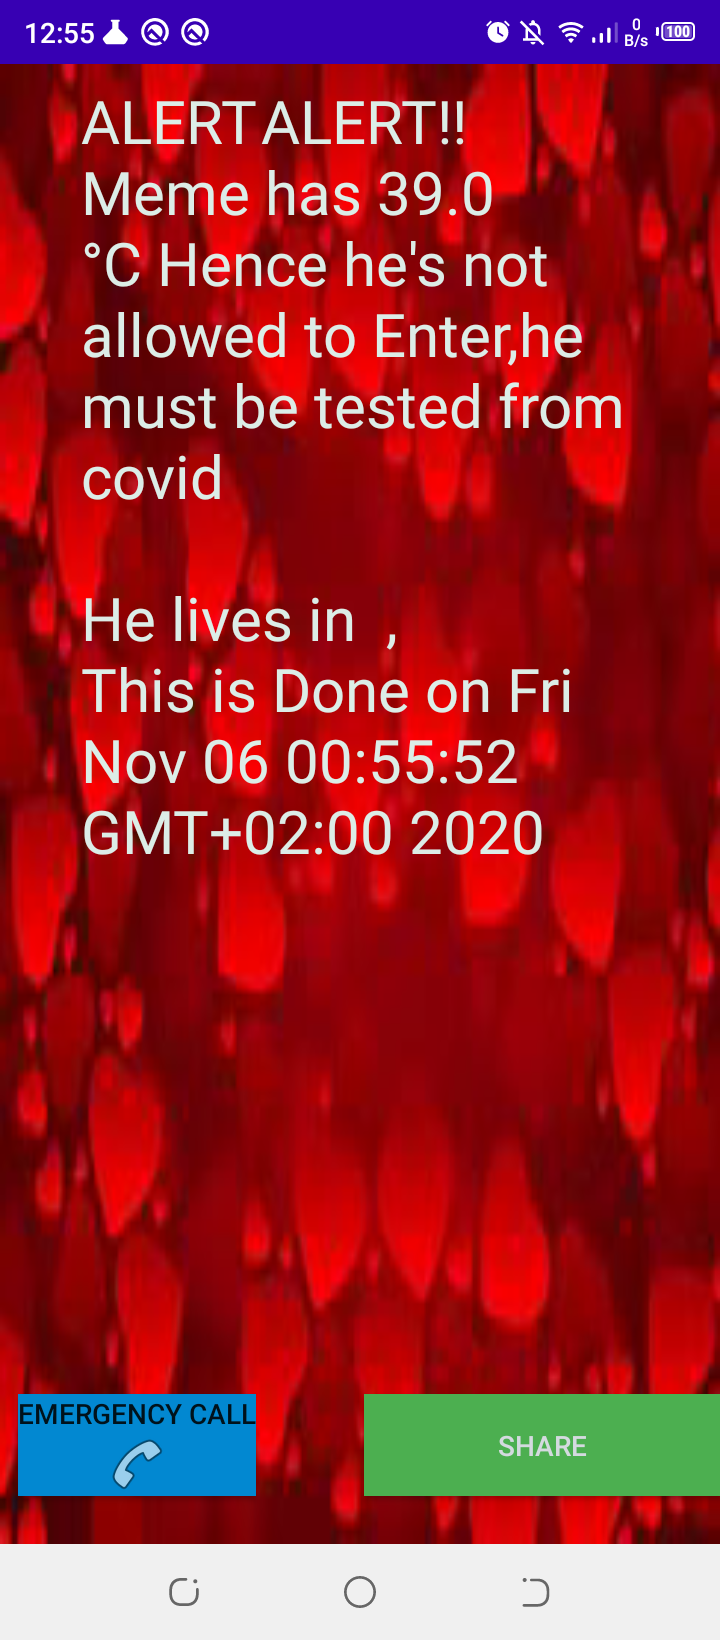 12:55 0 B/s 100
ALERT ALERT!!
Meme has 39.0
°C Hence he's not
allowed to Enter,he
must be tested from
covid
He lives in  ,
This is Done on Fri
Nov 06 00:55:52
GMT+02:00 2020
EMERGENCY CALL
SHARE